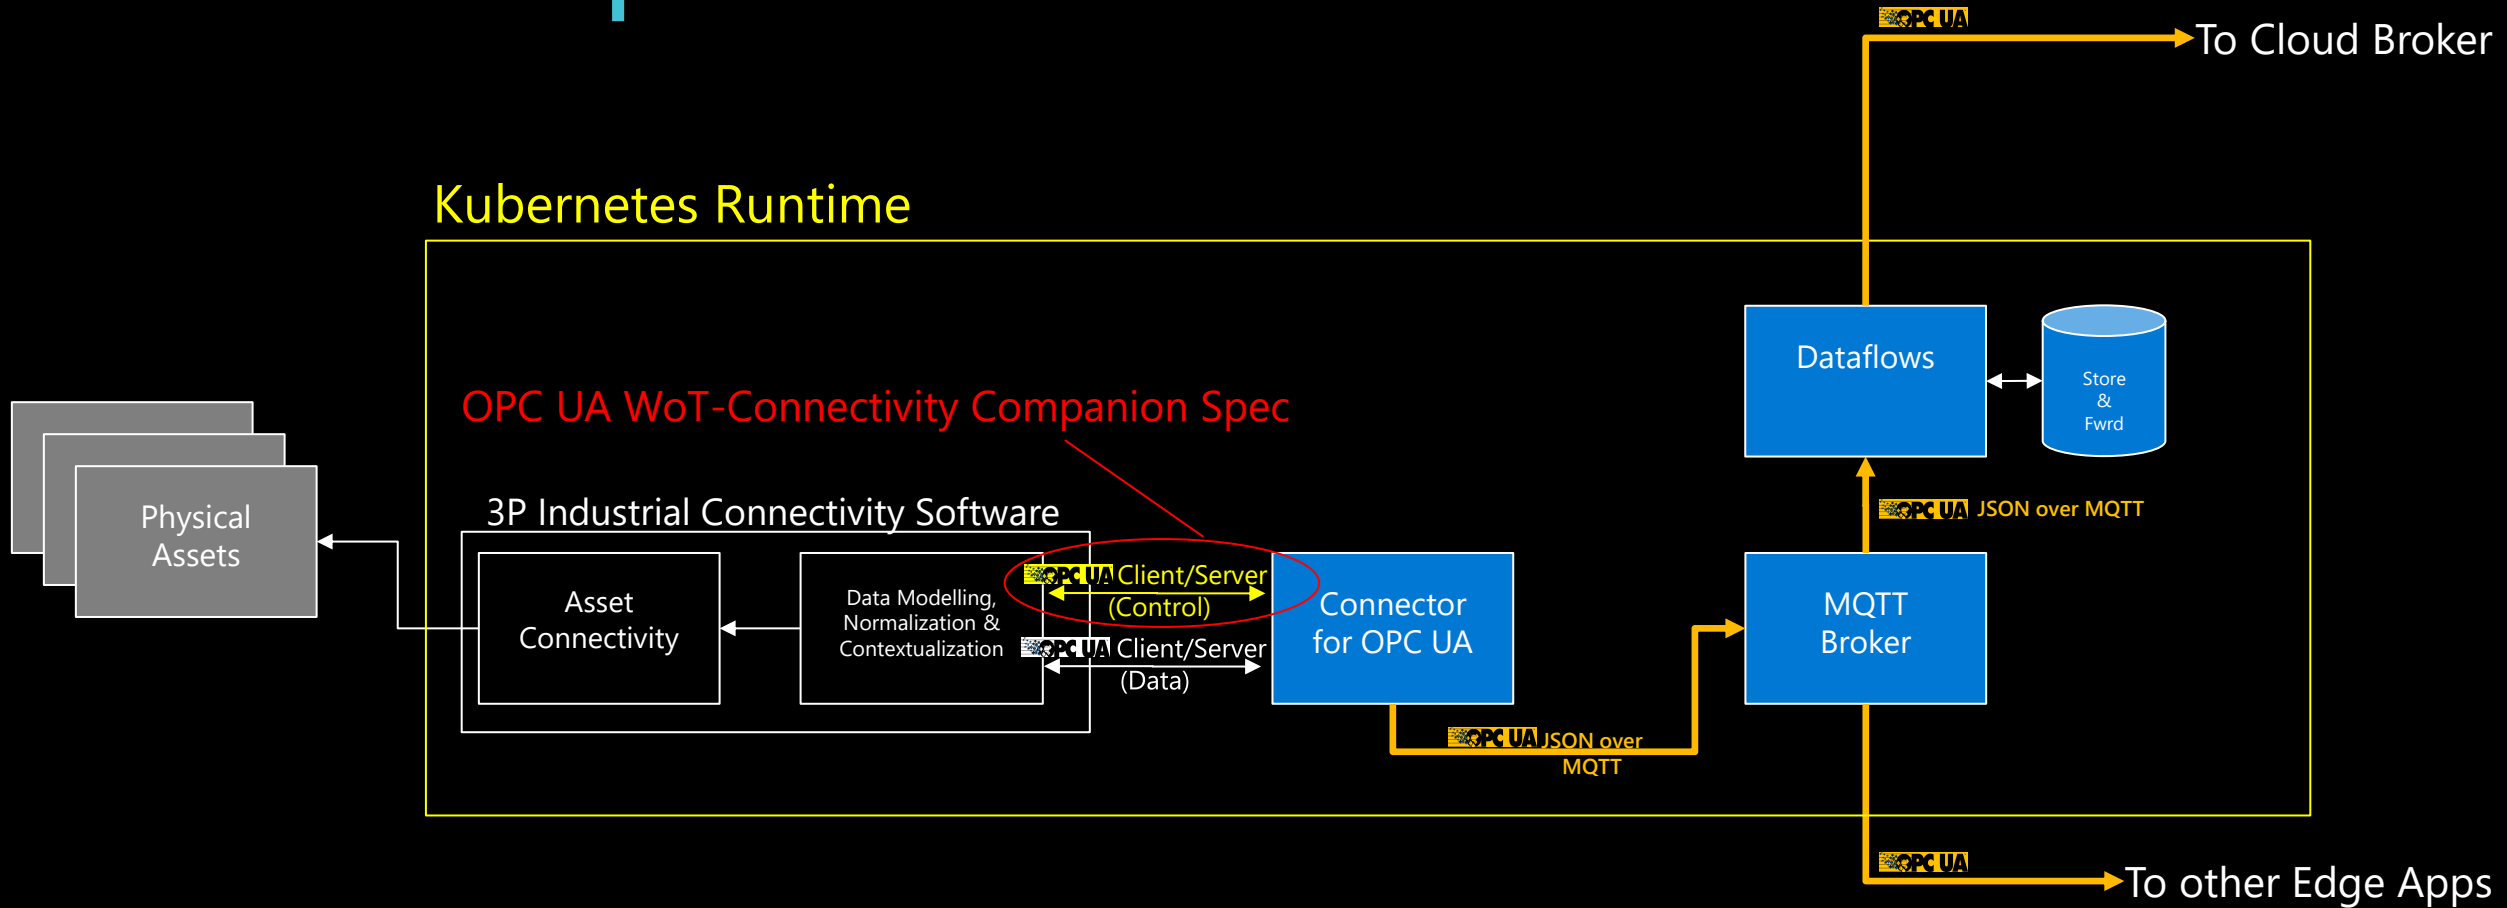 OPC UA
To Cloud Broker
Kubernetes Runtime
Dataflows
Store
&
Fwrd
OPC UA WoT-Connectivity Companion Spec
OPC UA JSON over MQTT
3P Industrial Connectivity Software
Physical
Assets
Asset
Connectivity
Data Modelling,
Normalization &
Contextualization
OPC UA Client/Server
(Control)
OPC UA Client/Server
(Data)
Connector
for OPC UA
MQTT
Broker
OPC UA JSON over
MQTT
OPC UA
To other Edge Apps